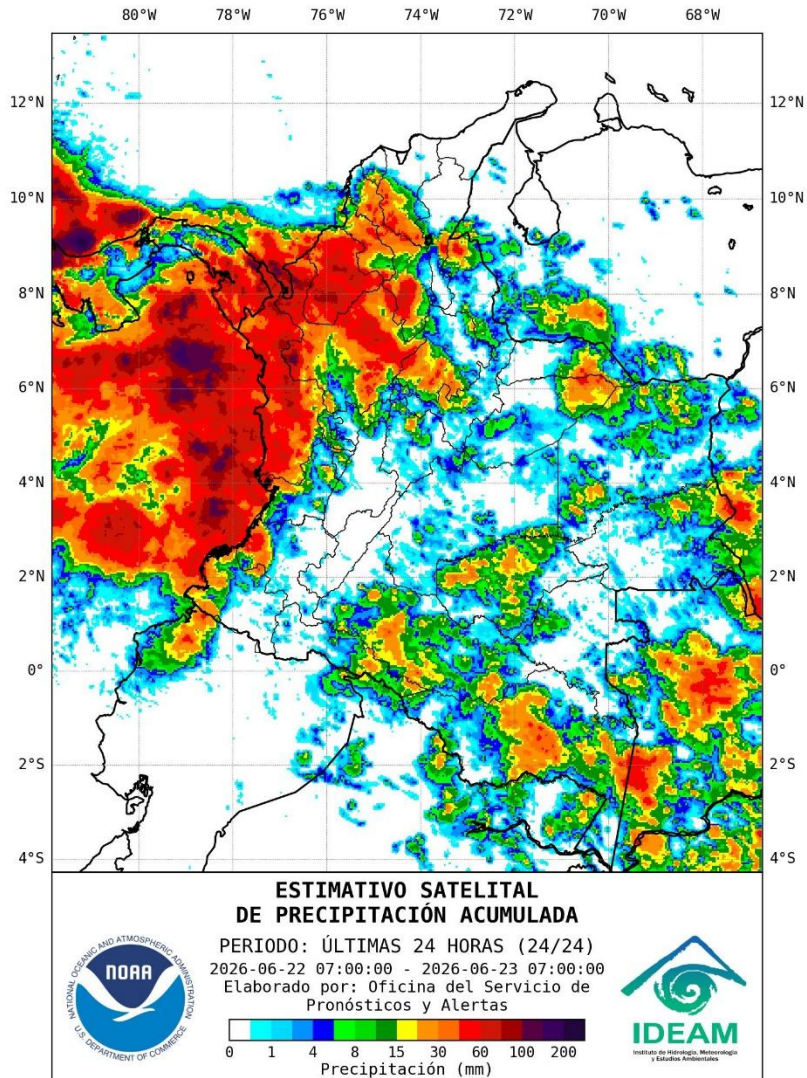 80°W 78°W 76°W 74°W 72°W 70°W 68°W
12°N 12°N
10°N 10°N
8°N 8°N
6°N 6°N
4°N 4°N
2°N 2°N
0° 0°
2°S 2°S
4°S 4°S
ESTIMATIVO SATELITAL
DE PRECIPITACIÓN ACUMULADA
PERIODO: ÚLTIMAS 24 HORAS (24/24)
2026-06-22 07:00:00 - 2026-06-23 07:00:00
Elaborado por: Oficina del Servicio de
Pronósticos y Alertas
0 1 4 8 15 30 60 100 200
Precipitación (mm)
NATIONAL OCEANIC AND ATMOSPHERIC ADMINISTRATION
NOAA
U.S. DEPARTMENT OF COMMERCE
IDEAM
Instituto de Hidrología, Meteorología
y Estudios Ambientales